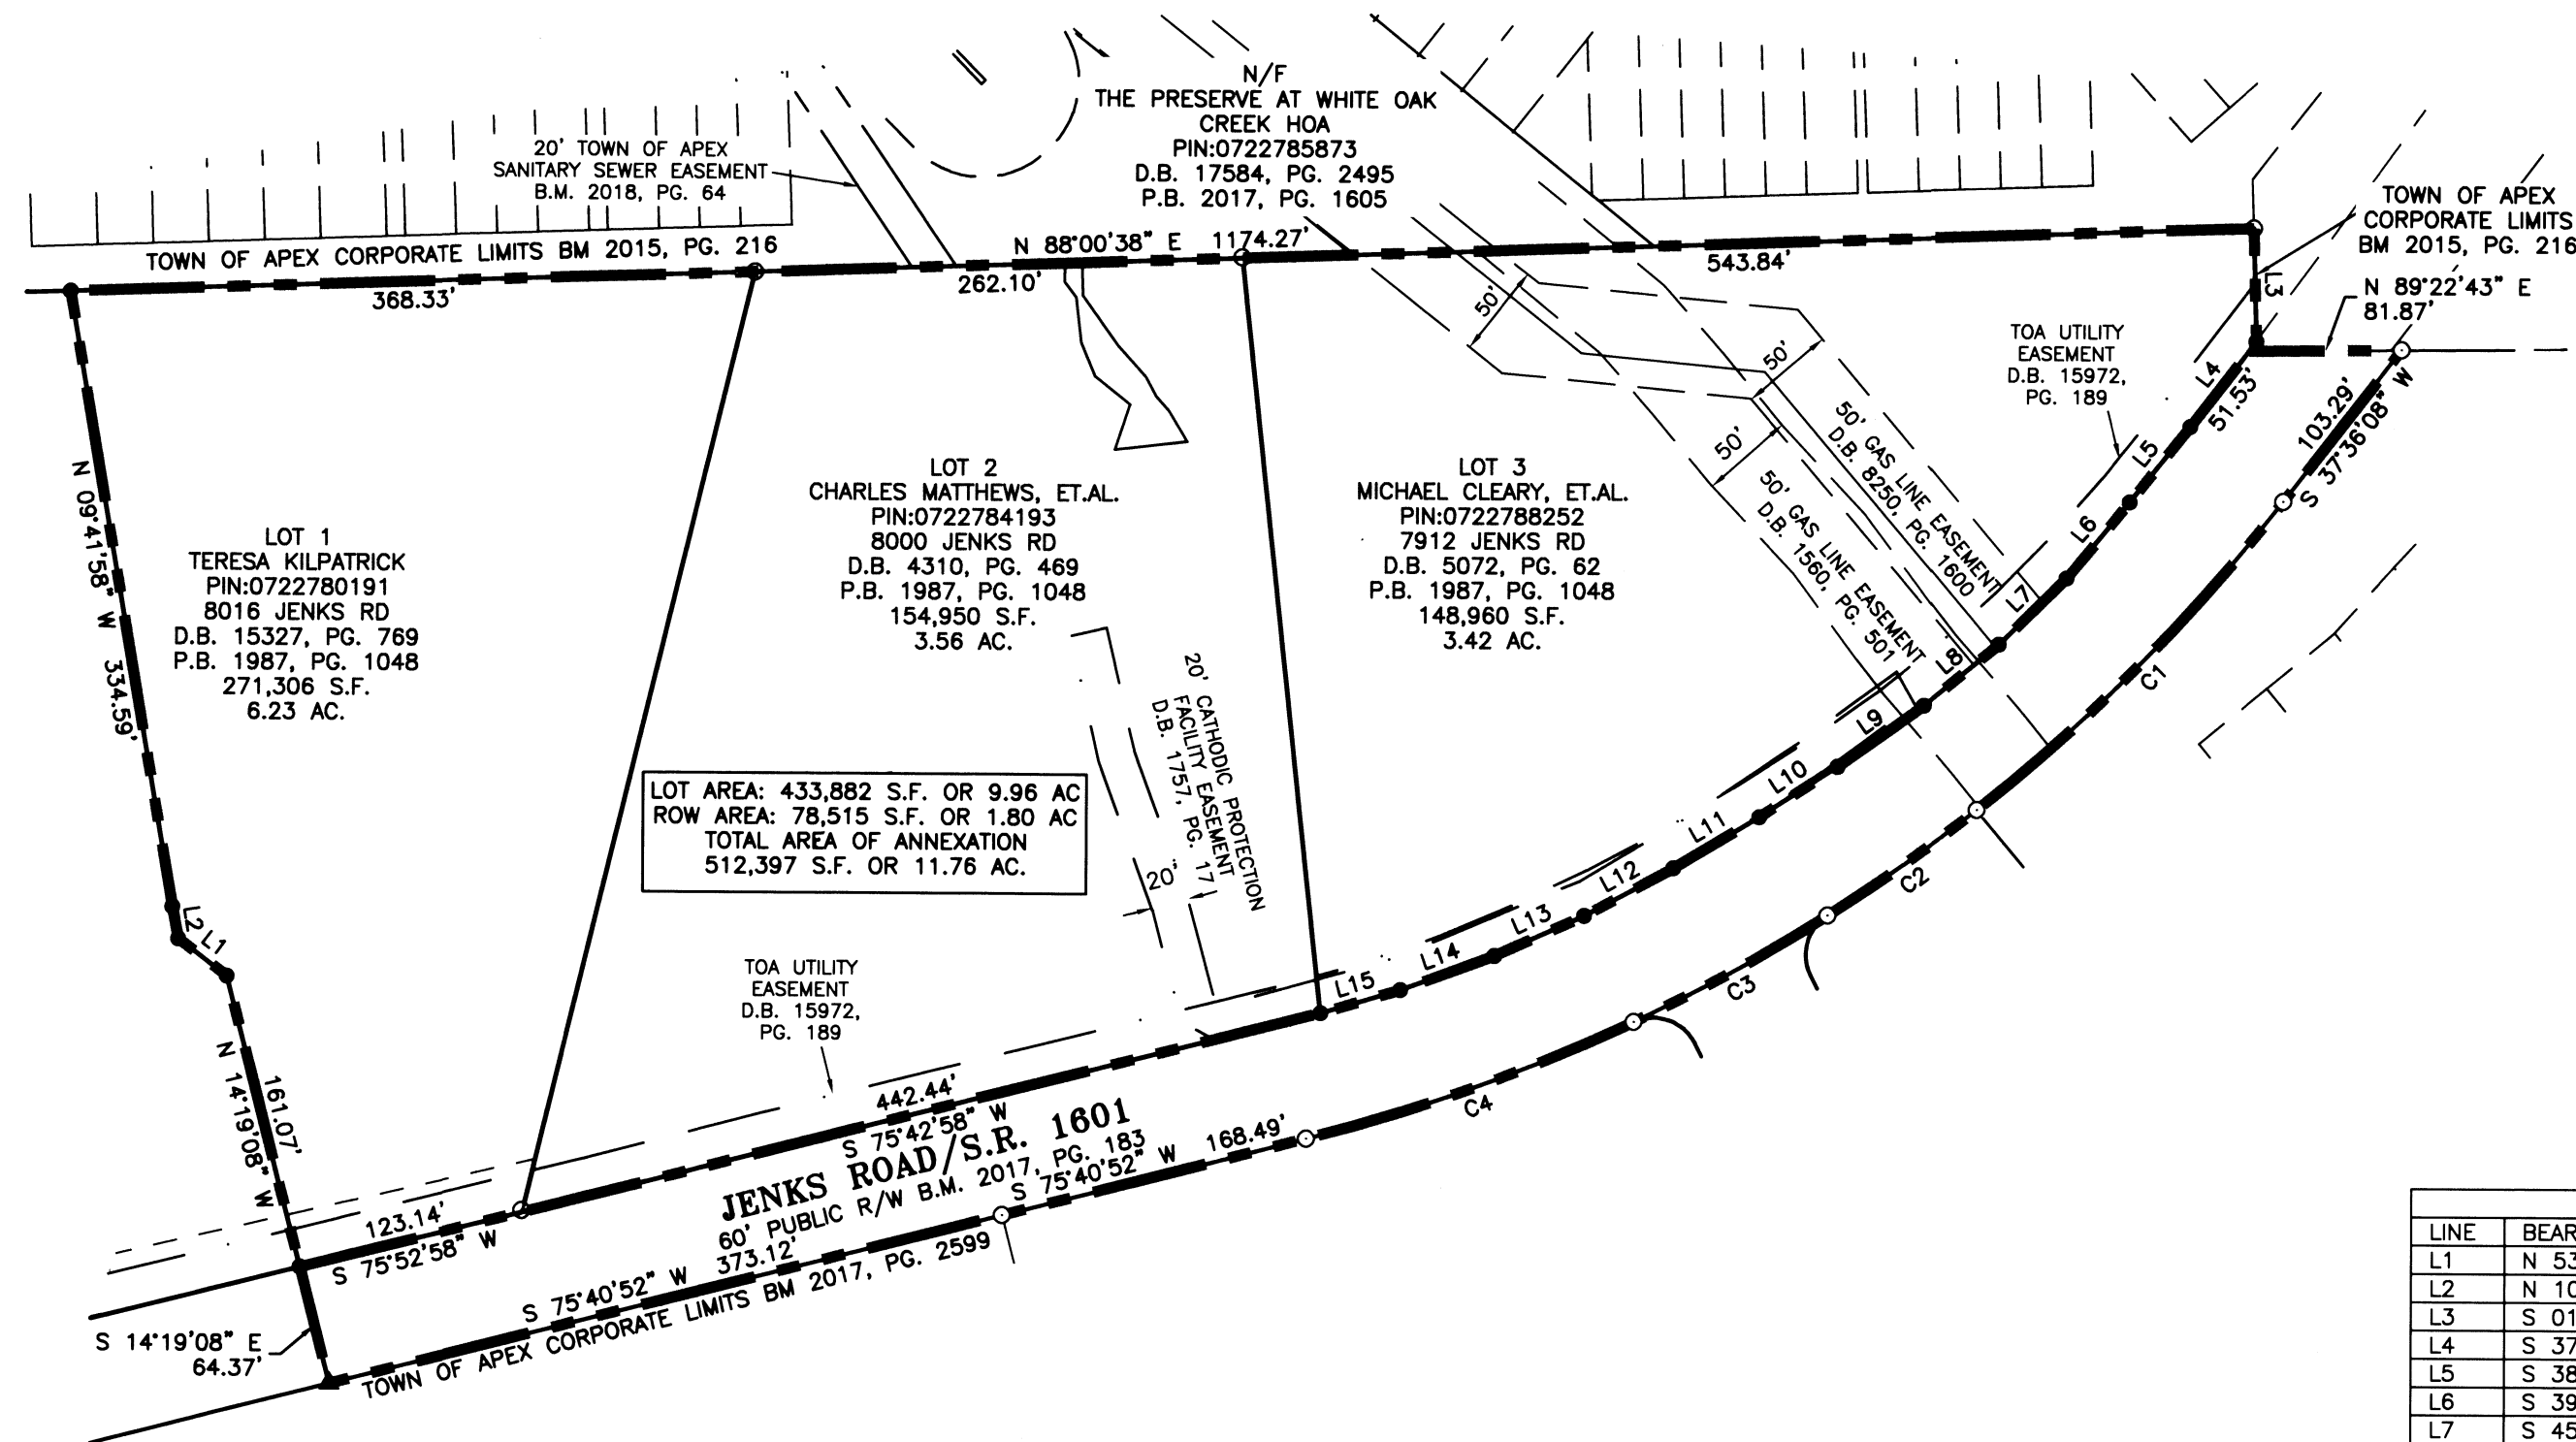 N/F
THE PRESERVE AT WHITE OAK
CREEK HOA
PIN:0722785873
D.B. 17584, PG. 2495
P.B. 2017, PG. 1605
20' TOWN OF APEX
SANITARY SEWER EASEMENT
B.M. 2018, PG. 64
TOWN OF APEX CORPORATE LIMITS BM 2015, PG. 216
N 88°00'38" E 1174.27'
368.33'
262.10'
543.84'
TOWN OF APEX
CORPORATE LIMITS
BM 2015, PG. 216
L3
N 89°22'43" E
81.87'
TOA UTILITY
EASEMENT
D.B. 15972,
PG. 189
L4
51.53'
103.29'
S 37°36'08" W
L5
L6
L7
L8
L9
L10
L11
L12
L13
L14
L15
C1
C2
C3
C4
50'
50'
50'
50' GAS LINE EASEMENT
D.B. 8250, PG. 1600
50' GAS LINE EASEMENT
D.B. 1560, PG. 501
N 09°41'58" W 334.59'
LOT 1
TERESA KILPATRICK
PIN:0722780191
8016 JENKS RD
D.B. 15327, PG. 769
P.B. 1987, PG. 1048
271,306 S.F.
6.23 AC.
LOT 2
CHARLES MATTHEWS, ET.AL.
PIN:0722784193
8000 JENKS RD
D.B. 4310, PG. 469
P.B. 1987, PG. 1048
154,950 S.F.
3.56 AC.
LOT 3
MICHAEL CLEARY, ET.AL.
PIN:0722788252
7912 JENKS RD
D.B. 5072, PG. 62
P.B. 1987, PG. 1048
148,960 S.F.
3.42 AC.
20' CATHODIC PROTECTION
FACILITY EASEMENT
D.B. 1757, PG. 171
20'
LOT AREA: 433,882 S.F. OR 9.96 AC
ROW AREA: 78,515 S.F. OR 1.80 AC
TOTAL AREA OF ANNEXATION
512,397 S.F. OR 11.76 AC.
L2
L1
161.07'
N 14°19'08" W
TOA UTILITY
EASEMENT
D.B. 15972,
PG. 189
123.14'
S 75°52'58" W
442.44'
S 75°42'58" W
JENKS ROAD/S.R. 1601
60' PUBLIC R/W B.M. 2017, PG. 183
S 75°40'52" W 168.49'
S 75°40'52" W 373.12'
TOWN OF APEX CORPORATE LIMITS BM 2017, PG. 2599
S 14°19'08" E
64.37'
LINE BEAR
L1 N 53
L2 N 10
L3 S 01
L4 S 37
L5 S 38
L6 S 39
L7 S 45